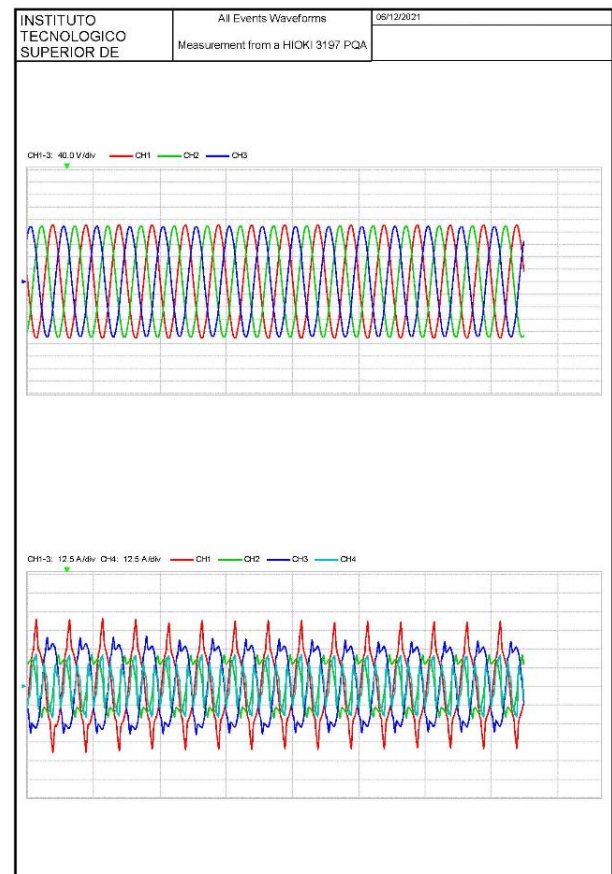 INSTITUTO
TECNOLOGICO
SUPERIOR DE
All Events Waveforms
Measurement from a HIOKI 3197 PQA
06/12/2021
CH1-3: 40.0 V/div CH1 CH2 CH3
CH1-3: 12.5 A/div CH4: 12.5 A/div CH1 CH2 CH3 CH4